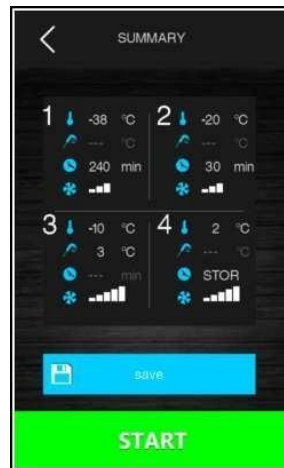 SUMMARY
1 -38 °C
--- °C
240 min
2 -20 °C
--- °C
30 min
3 -10 °C
3 °C
--- min
4 2 °C
--- °C
STOR
save
START